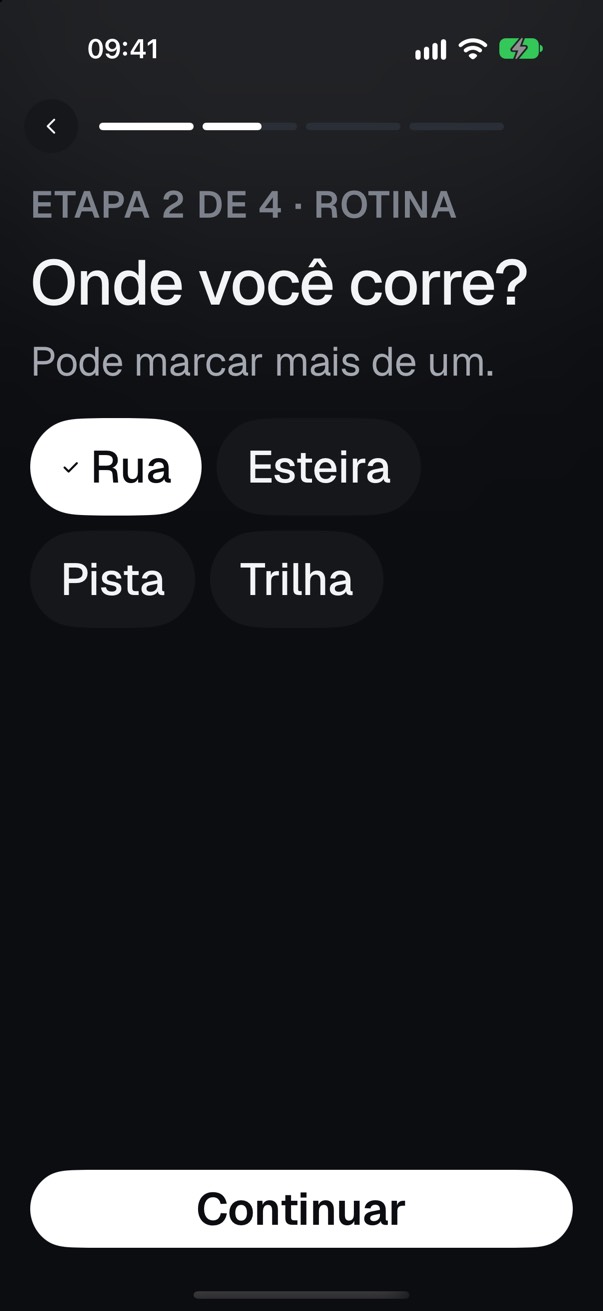 09:41
ETAPA 2 DE 4 · ROTINA
Onde você corre?
Pode marcar mais de um.
Rua Esteira
Pista Trilha
Continuar